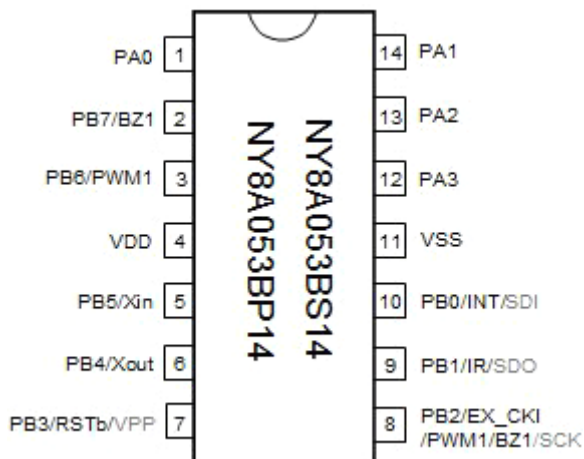 PA0 1 14 PA1
PB7/BZ1 2 13 PA2
PB6/PWM1 3 12 PA3
VDD 4 11 VSS
PB5/Xin 5 10 PB0/INT/SDI
PB4/Xout 6 9 PB1/IR/SDO
PB3/RSTb/VPP 7 8 PB2/EX_CKI
/PWM1/BZ1/SCK
NY8A053BP14
NY8A053BS14